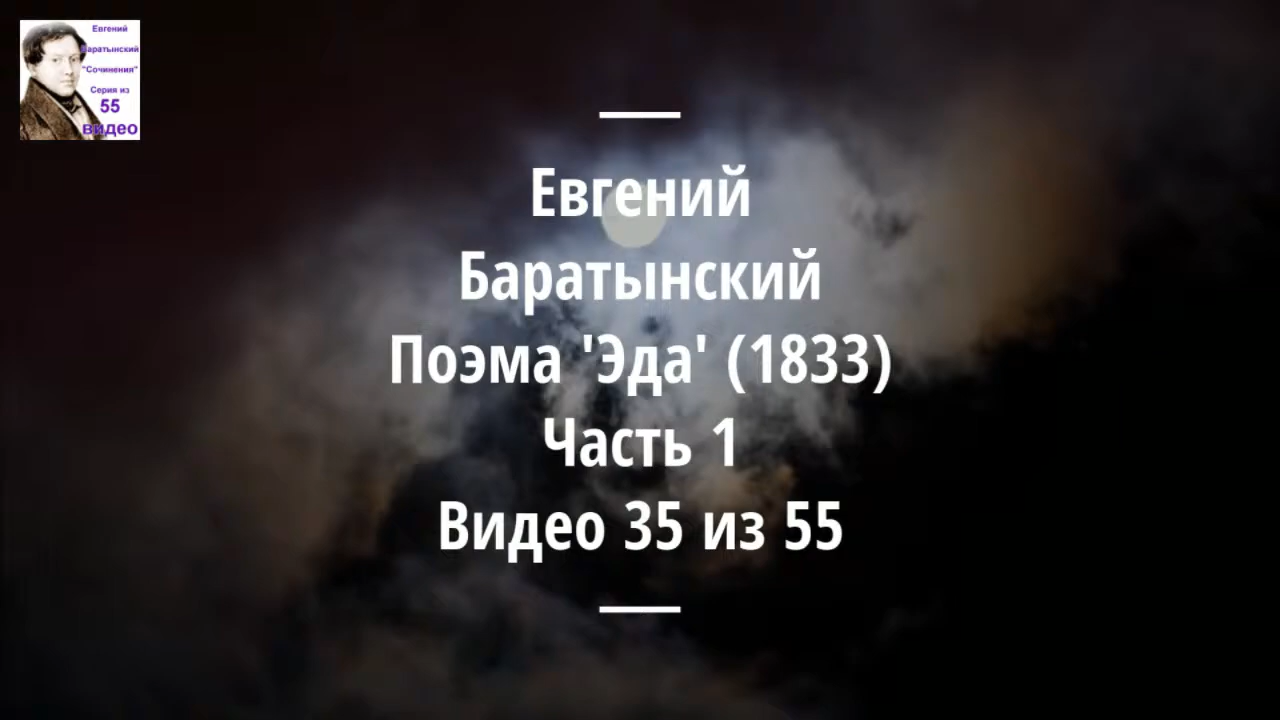 Евгений
Баратынский
"Сочинения"
Серия из
55
видео
Евгений
Баратынский
Поэма 'Эда' (1833)
Часть 1
Видео 35 из 55